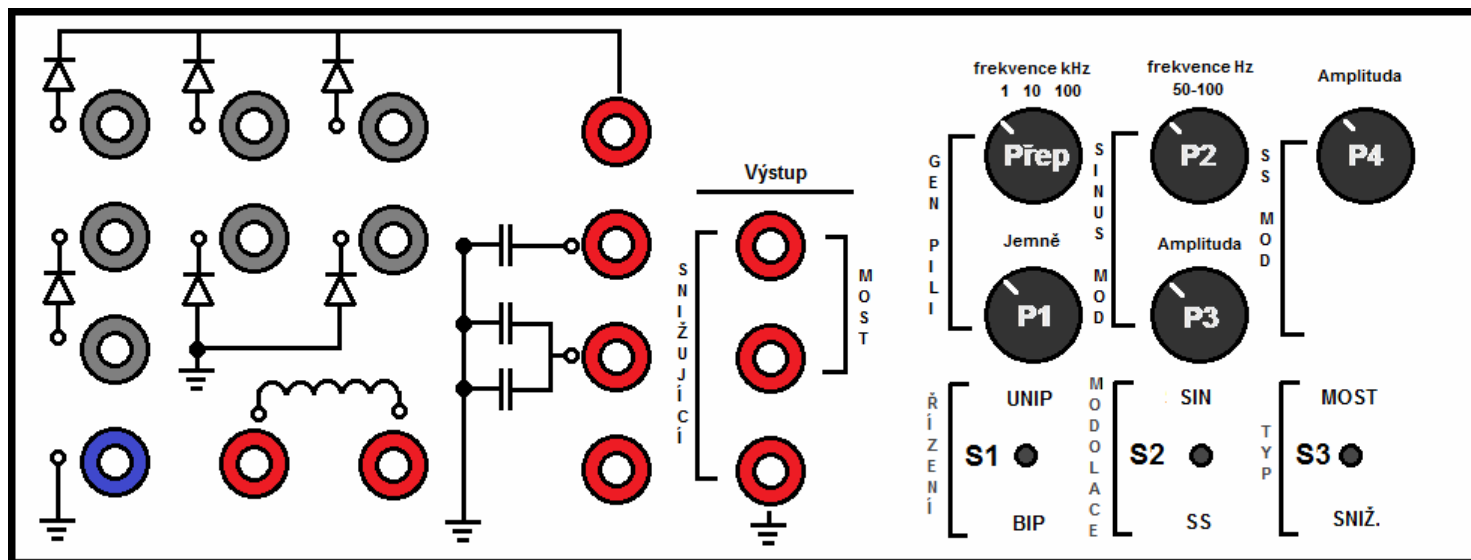 Výstup
SNIŽUJÍCÍ
MOST
frekvence kHz
1 10 100
Přep
GEN PILI
Jemně
P1
frekvence Hz
50-100
P2
SINUS MOD
Amplituda
P3
Amplituda
P4
SS MOD
ŘÍZENÍ
UNIP
S1
BIP
MODOLACE
SIN
S2
SS
TYP
MOST
S3
SNIŽ.